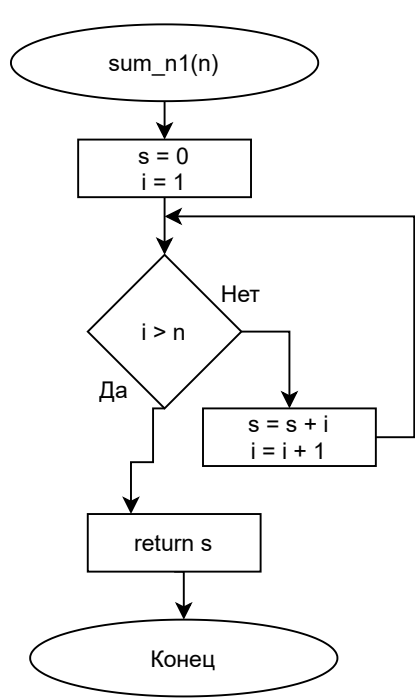 sum_n1(n)
s = 0
i = 1
Нет
i > n
Да
s = s + i
i = i + 1
return s
Конец